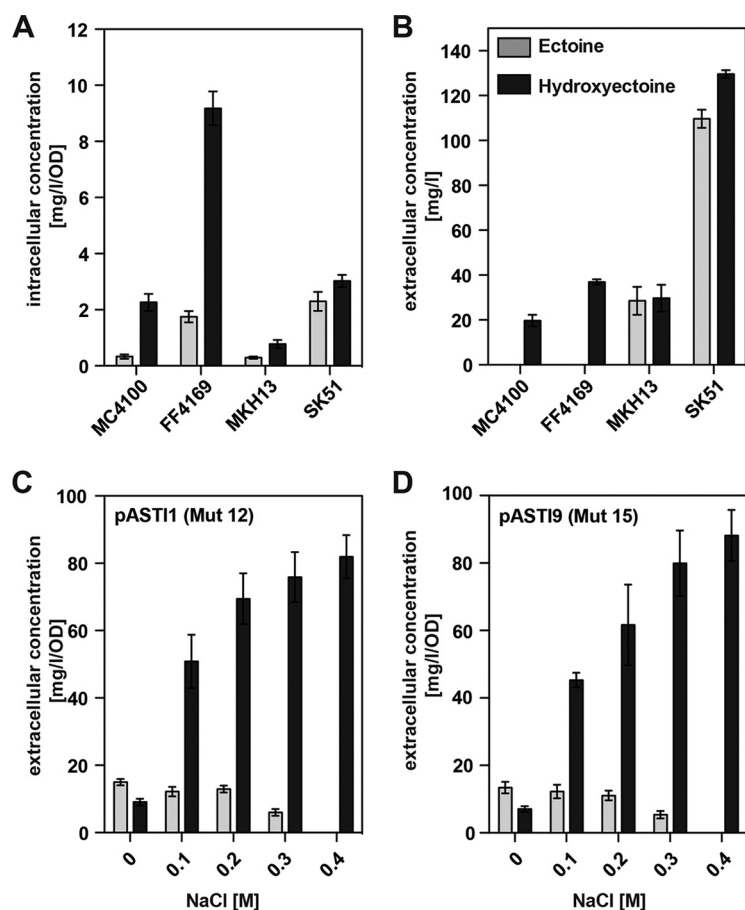 A
intracellular concentration
[mg/l/OD]
12
10
8
6
4
2
0
MC4100
FF4169
MKH13
SK51
B
extracellular concentration
[mg/l]
140
120
100
80
60
40
20
0
Ectoine
Hydroxyectoine
MC4100
FF4169
MKH13
SK51
C
extracellular concentration
[mg/l/OD]
100
80
60
40
20
0
pASTI1 (Mut 12)
0
0.1
0.2
0.3
0.4
NaCl [M]
D
extracellular concentration
[mg/l/OD]
100
80
60
40
20
0
pASTI9 (Mut 15)
0
0.1
0.2
0.3
0.4
NaCl [M]